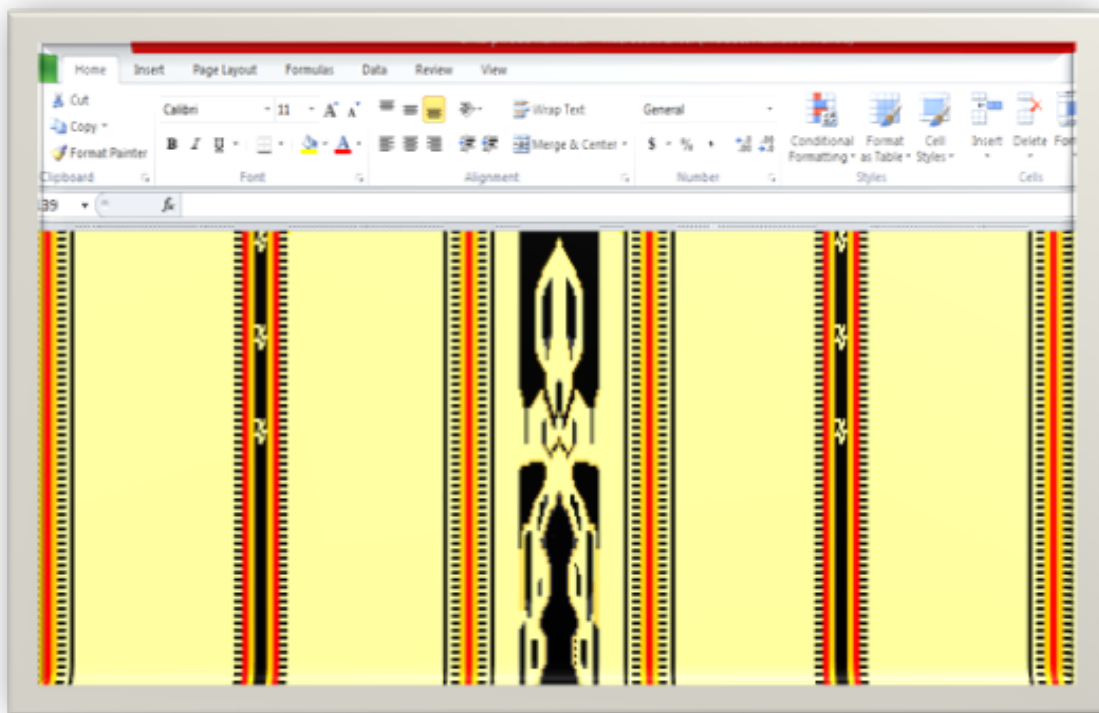 Home Insert Page Layout Formulas Data Review View
Cut
Copy
Format Painter
Clipboard
Calibri 11 A A
B I U A
Font
Wrap Text
Merge & Center
Alignment
General
$ % ,
Number
Conditional Formatting
Format as Table
Cell Styles
Styles
Insert Delete
Cells
39 fx